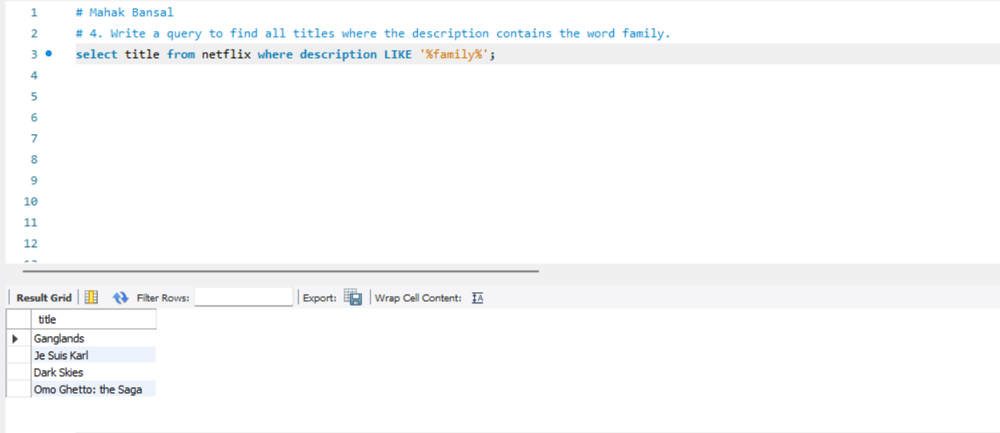 1 # Mahak Bansal
2 # 4. Write a query to find all titles where the description contains the word family.
3 select title from netflix where description LIKE '%family%';
4
5
6
7
8
9
10
11
12
Result Grid Filter Rows: Export: Wrap Cell Content:
title
Ganglands
Je Suis Karl
Dark Skies
Omo Ghetto: the Saga